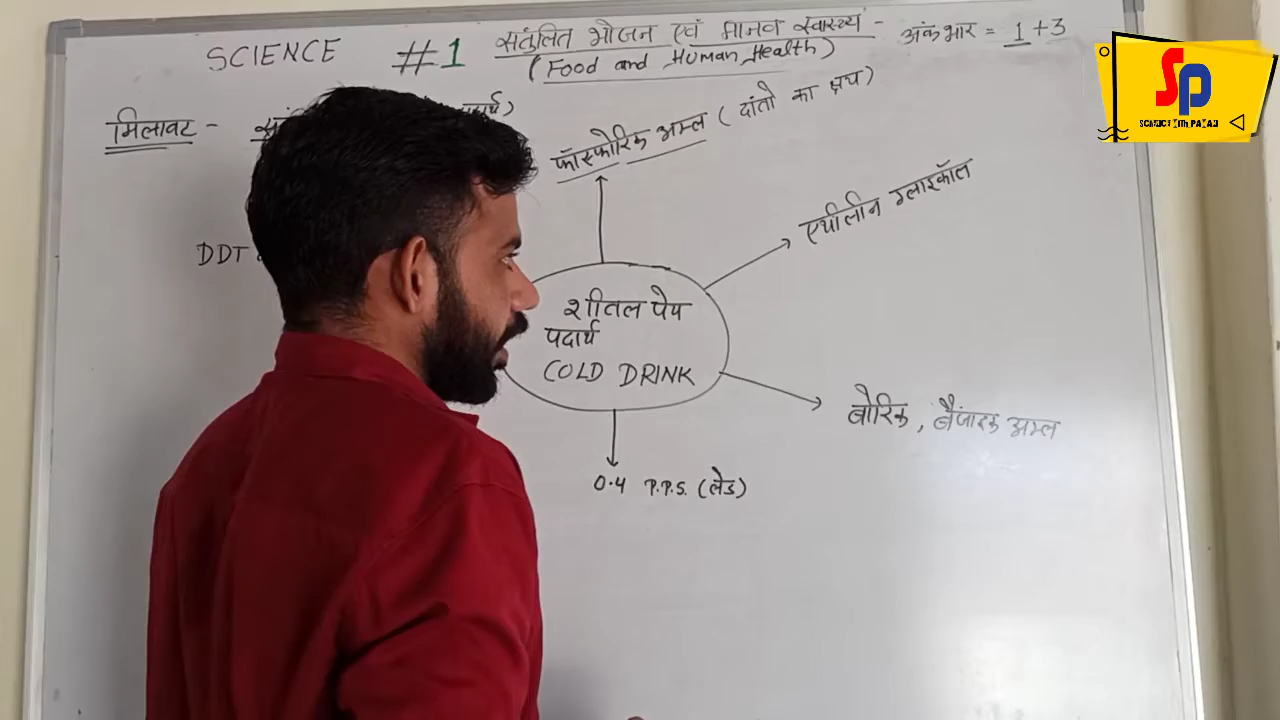 SCIENCE #1 संतुलित भोजन एवं मानव स्वास्थ्य - अंकभार = 1+3
(Food and Human Health)
मिलावट -
फॉस्फोरिक अम्ल (दांतो का क्षय)
एथीलीन ग्लाइकॉल
DDT
शीतल पेय
पदार्थ
COLD DRINK
बोरिक, बैंजाइक अम्ल
0.4 P.P.S. (लेड)
SP